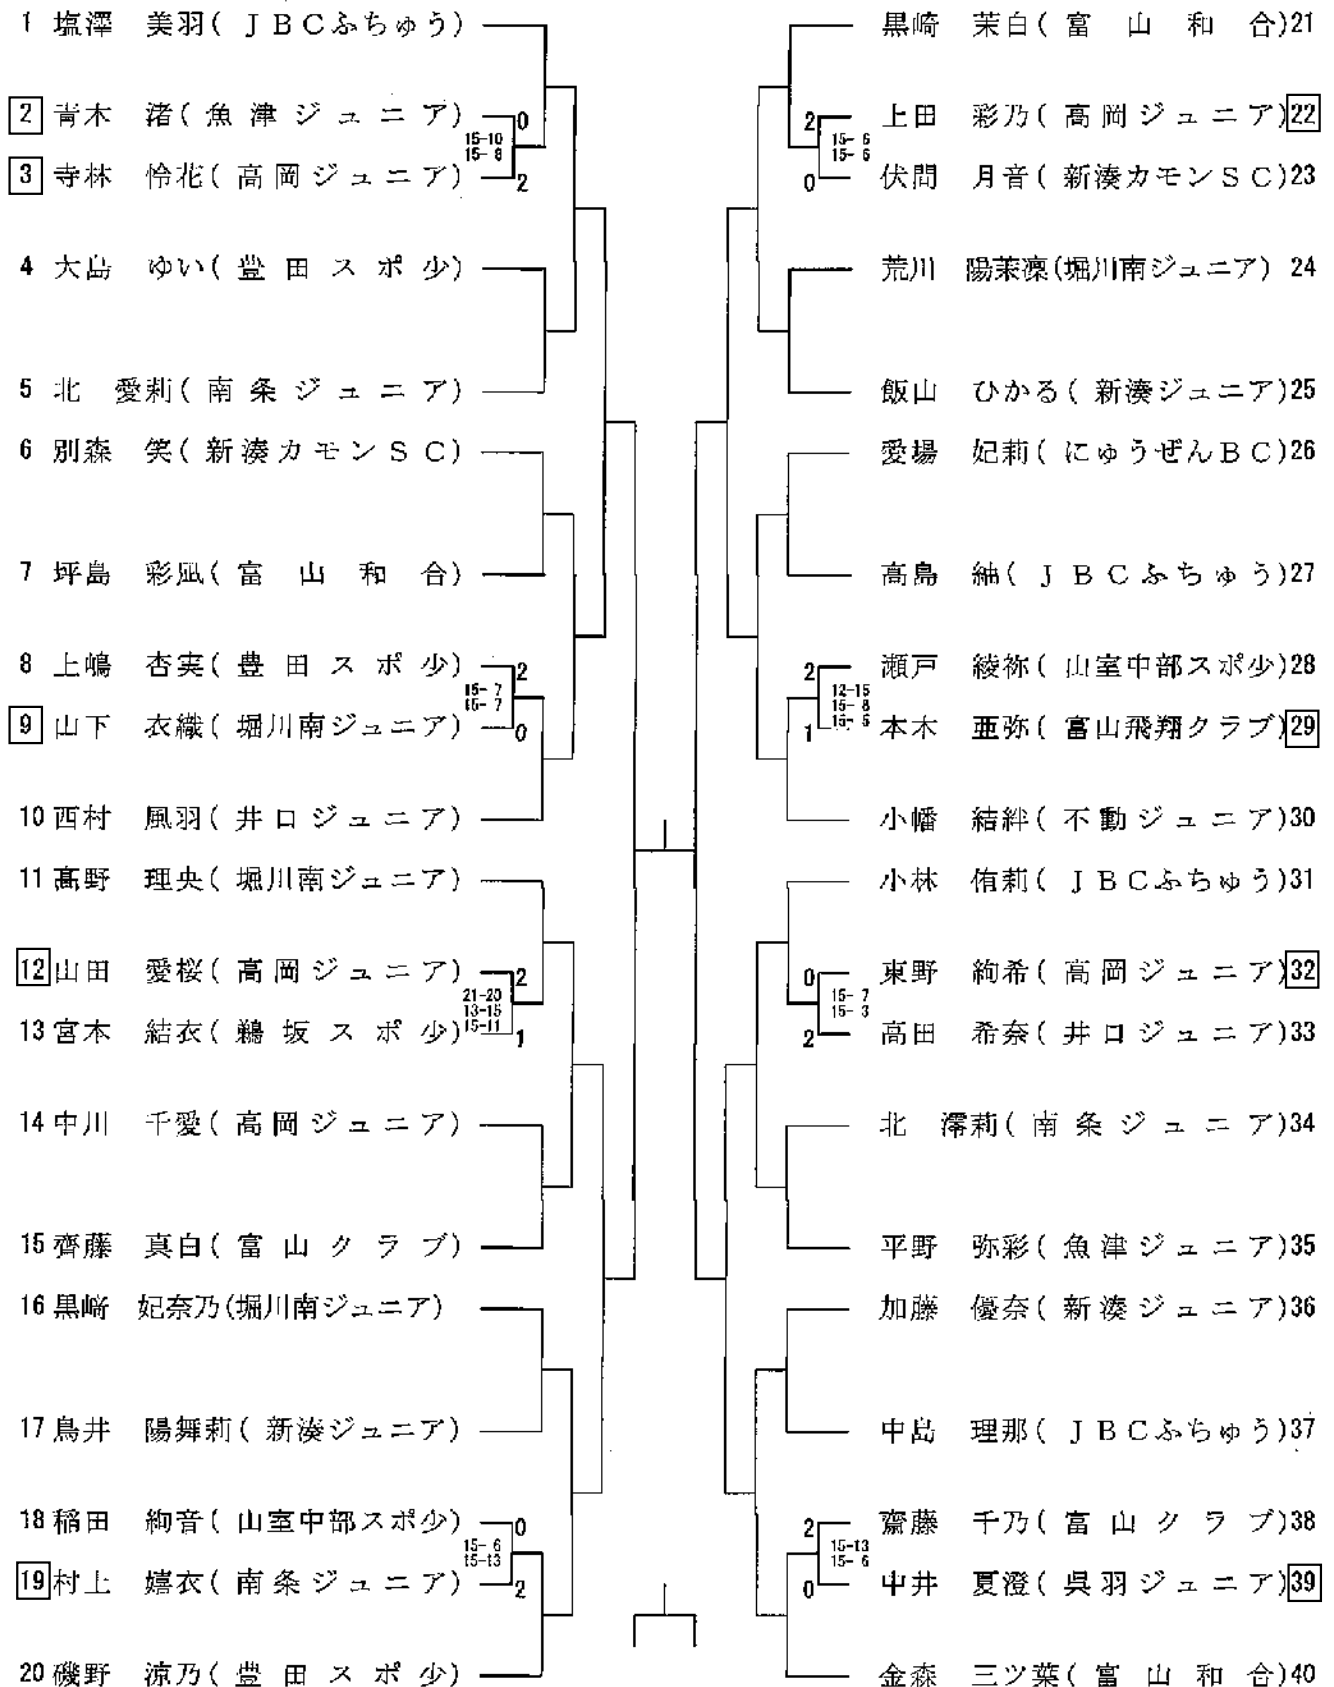 1 塩澤 美羽(JBCふちゅう)
2 青木 渚(魚津ジュニア) 0
15-10
15-8
3 寺林 怜花(高岡ジュニア) 2
4 大島 ゆい(豊田スポ少)
5 北 愛莉(南条ジュニア)
6 別森 笑(新湊カモンSC)
7 坪島 彩凪(富山和合)
8 上嶋 杏実(豊田スポ少) 2
15-7
15-7
9 山下 衣織(堀川南ジュニア) 0
10 西村 風羽(井口ジュニア)
11 髙野 理央(堀川南ジュニア)
12 山田 愛桜(高岡ジュニア) 2
21-20
13-15
15-11
13 宮本 結衣(鵜坂スポ少) 1
14 中川 千愛(高岡ジュニア)
15 齊藤 真白(富山クラブ)
16 黒崎 妃奈乃(堀川南ジュニア)
17 鳥井 陽舞莉(新湊ジュニア)
18 稲田 絢音(山室中部スポ少) 0
15-6
15-13
19 村上 嬉衣(南条ジュニア) 2
20 磯野 涼乃(豊田スポ少)
黒崎 茉白(富山和合)21
2 上田 彩乃(高岡ジュニア)22
15-6
15-6
0 伏間 月音(新湊カモンSC)23
荒川 陽茉凛(堀川南ジュニア) 24
飯山 ひかる(新湊ジュニア)25
愛場 妃莉(にゅうぜんBC)26
高島 紬(JBCふちゅう)27
2 瀬戸 綾祢(山室中部スポ少)28
12-15
15-8
15-5
1 本木 亜弥(富山飛翔クラブ)29
小幡 結絆(不動ジュニア)30
小林 侑莉(JBCふちゅう)31
0 東野 絢希(高岡ジュニア)32
15-7
15-3
2 高田 希奈(井口ジュニア)33
北 澪莉(南条ジュニア)34
平野 弥彩(魚津ジュニア)35
加藤 優奈(新湊ジュニア)36
中島 理那(JBCふちゅう)37
2 齋藤 千乃(富山クラブ)38
15-13
15-6
0 中井 夏澄(呉羽ジュニア)39
金森 三ツ葉(富山和合)40